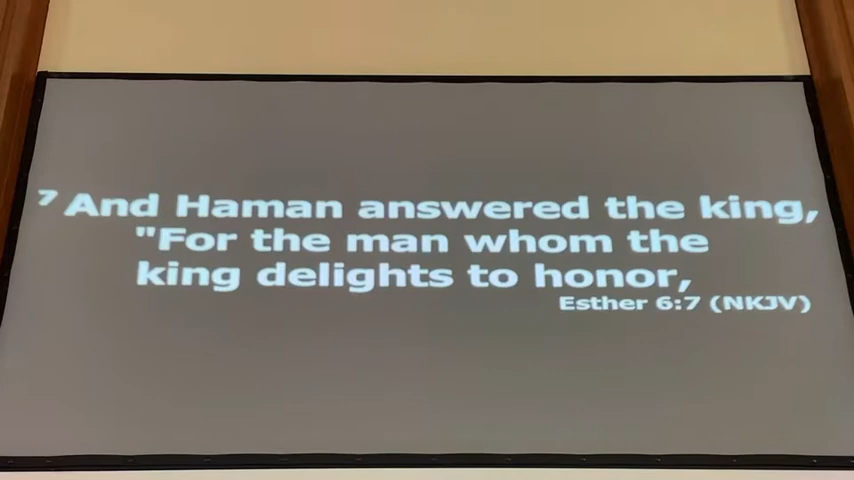 7 And Haman answered the king,
"For the man whom the
king delights to honor,
Esther 6:7 (NKJV)